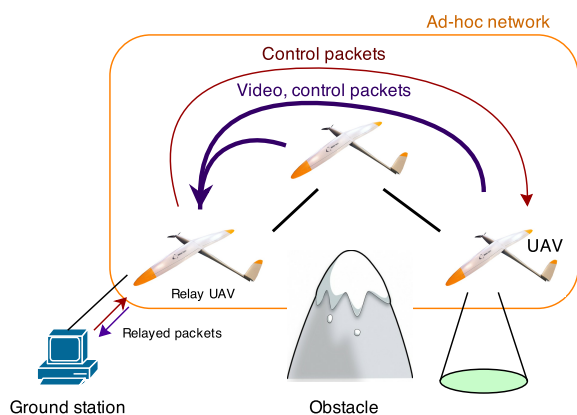 Ad-hoc network
Control packets
Video, control packets
UAV
Relay UAV
Relayed packets
Ground station
Obstacle